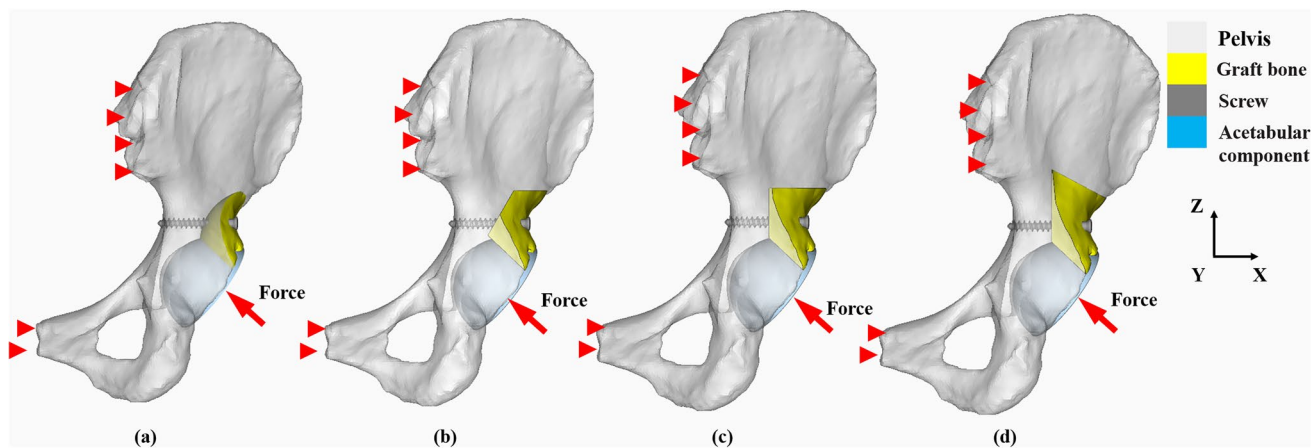 Pelvis
Graft bone
Screw
Acetabular
component
Z
Y X
Force
Force
Force
Force
(a) (b) (c) (d)